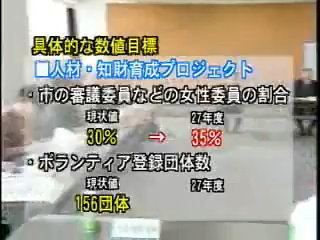 具体的な数値目標
■人材・知財育成プロジェクト
・市の審議委員などの女性委員の割合
現状値 27年度
30% → 35%
・ボランティア登録団体数
現状値 27年度
156団体